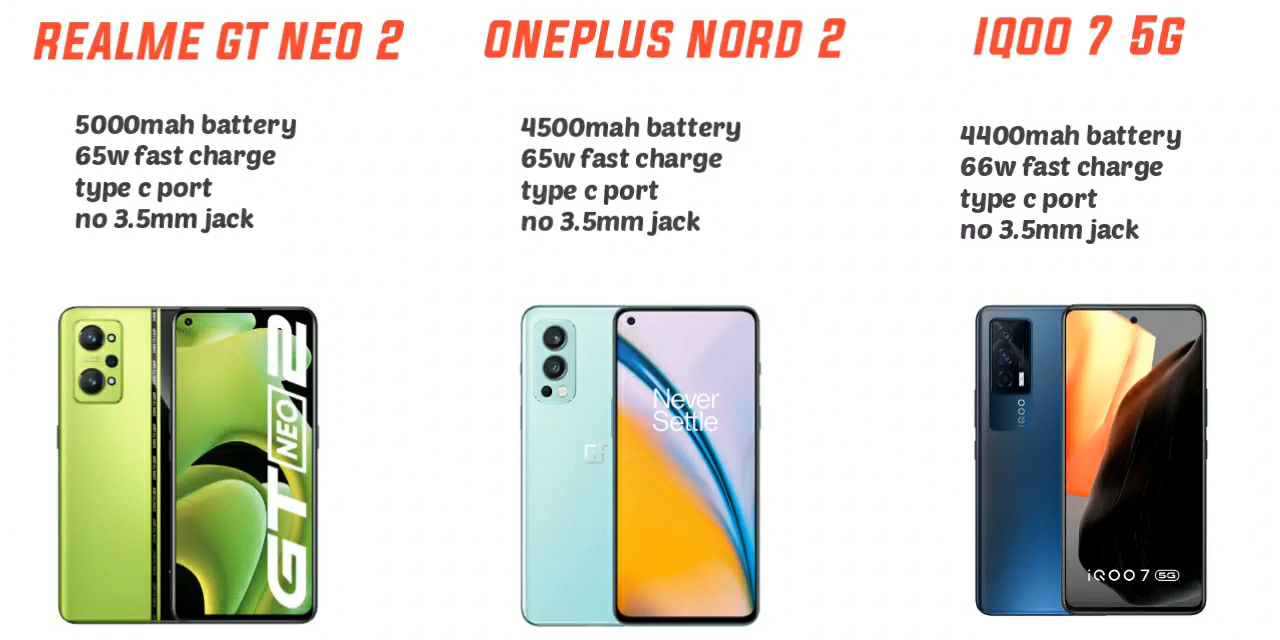 REALME GT NEO 2
5000mah battery
65w fast charge
type c port
no 3.5mm jack
GT NEO 2
ONEPLUS NORD 2
4500mah battery
65w fast charge
type c port
no 3.5mm jack
Never
Settle
IQOO 7 5G
4400mah battery
66w fast charge
type c port
no 3.5mm jack
iQOO
iQOO 7 5G